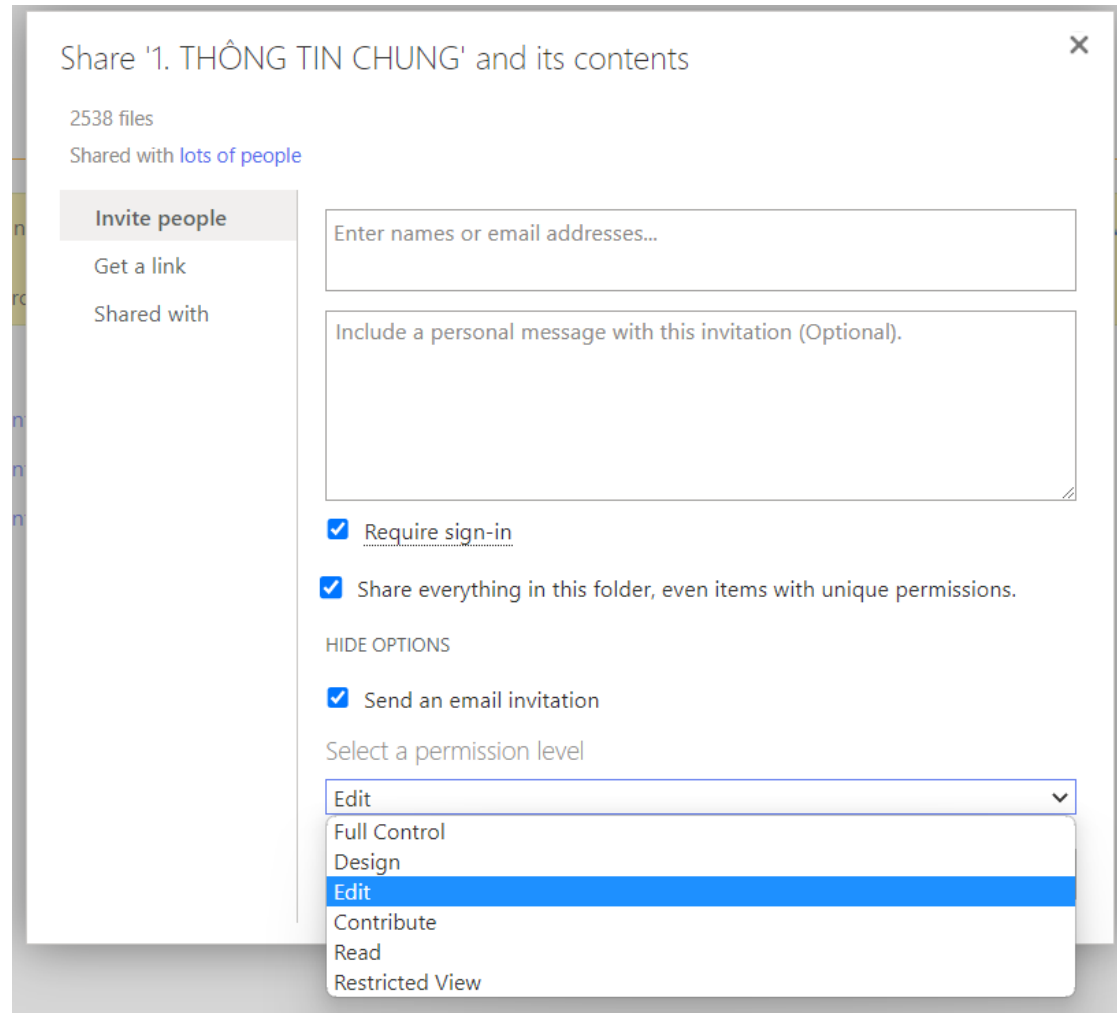 Share '1. THÔNG TIN CHUNG' and its contents
2538 files
Shared with lots of people
Invite people
Get a link
Shared with
Enter names or email addresses...
Include a personal message with this invitation (Optional).
Require sign-in
Share everything in this folder, even items with unique permissions.
HIDE OPTIONS
Send an email invitation
Select a permission level
Edit
Full Control
Design
Edit
Contribute
Read
Restricted View